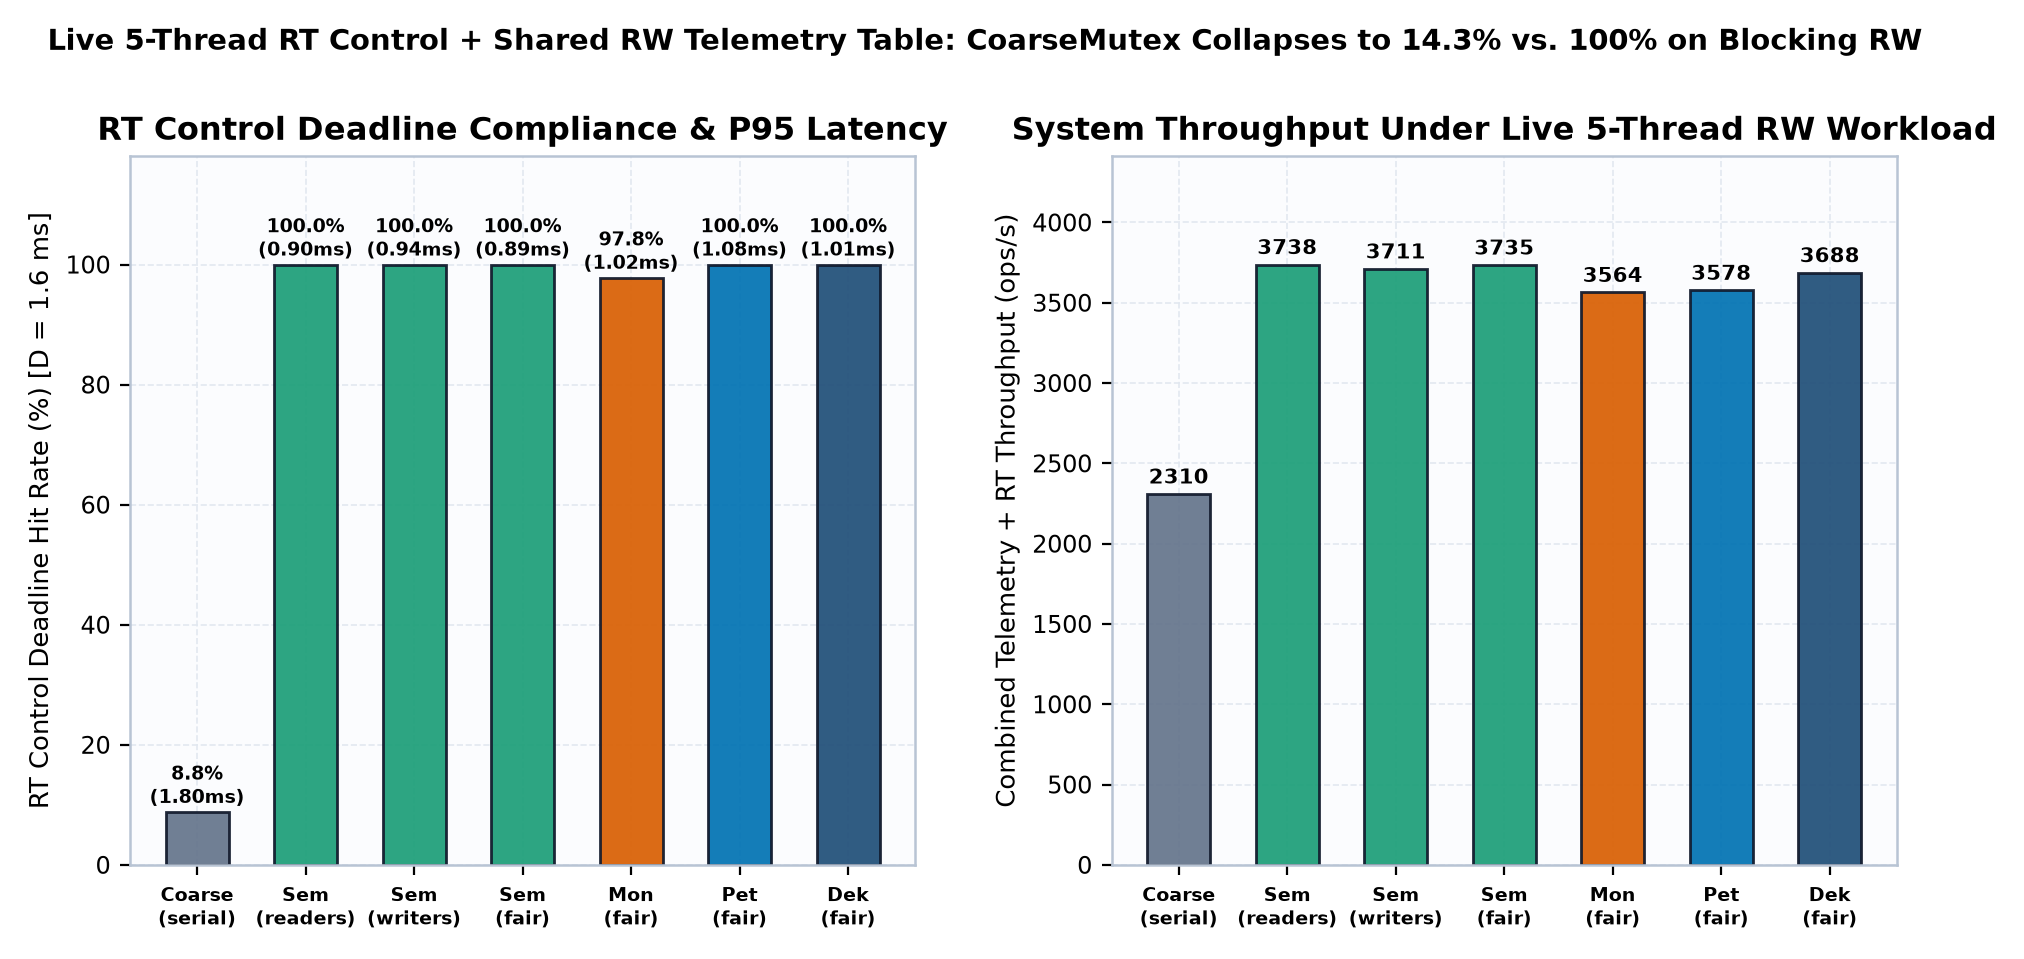 Live 5-Thread RT Control + Shared RW Telemetry Table: CoarseMutex Collapses to 14.3% vs. 100% on Blocking RW
RT Control Deadline Compliance & P95 Latency
RT Control Deadline Hit Rate (%) [D = 1.6 ms]
100
80
60
40
20
0
8.8%
(1.80ms)
100.0%
(0.90ms)
100.0%
(0.94ms)
100.0%
(0.89ms)
97.8%
(1.02ms)
100.0%
(1.08ms)
100.0%
(1.01ms)
Coarse
(serial)
Sem
(readers)
Sem
(writers)
Sem
(fair)
Mon
(fair)
Pet
(fair)
Dek
(fair)
System Throughput Under Live 5-Thread RW Workload
Combined Telemetry + RT Throughput (ops/s)
4000
3500
3000
2500
2000
1500
1000
500
0
2310
3738
3711
3735
3564
3578
3688
Coarse
(serial)
Sem
(readers)
Sem
(writers)
Sem
(fair)
Mon
(fair)
Pet
(fair)
Dek
(fair)